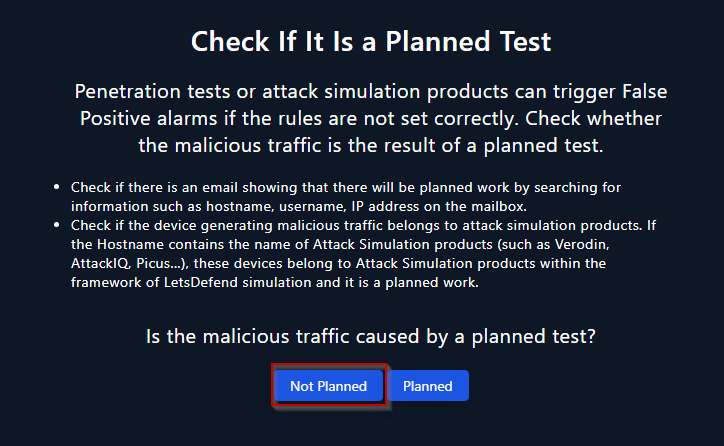 Check If It Is a Planned Test
Penetration tests or attack simulation products can trigger False
Positive alarms if the rules are not set correctly. Check whether
the malicious traffic is the result of a planned test.
• Check if there is an email showing that there will be planned work by searching for
information such as hostname, username, IP address on the mailbox.
• Check if the device generating malicious traffic belongs to attack simulation products. If
the Hostname contains the name of Attack Simulation products (such as Verodin,
AttackIQ, Picus...), these devices belong to Attack Simulation products within the
framework of LetsDefend simulation and it is a planned work.
Is the malicious traffic caused by a planned test?
Not Planned Planned